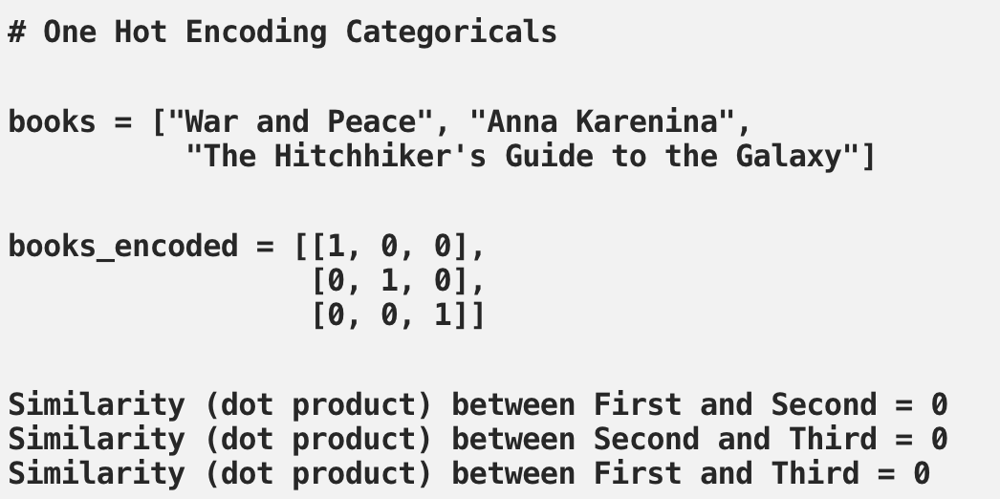 # One Hot Encoding Categoricals
books = ["War and Peace", "Anna Karenina",
"The Hitchhiker's Guide to the Galaxy"]
books_encoded = [[1, 0, 0],
[0, 1, 0],
[0, 0, 1]]
Similarity (dot product) between First and Second = 0
Similarity (dot product) between Second and Third = 0
Similarity (dot product) between First and Third = 0